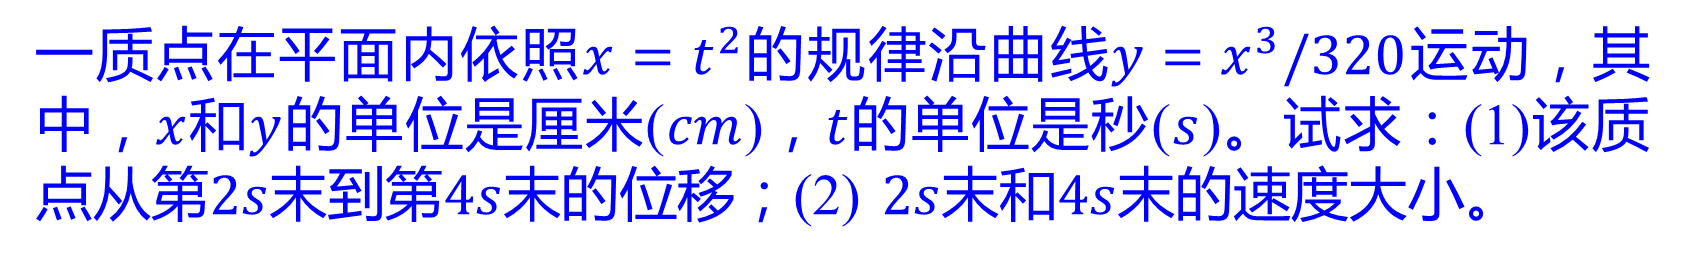 一质点在平面内依照x = t²的规律沿曲线y = x³/320运动，其
中，x和y的单位是厘米(cm)，t的单位是秒(s)。试求：(1)该质
点从第2s末到第4s末的位移；(2) 2s末和4s末的速度大小。